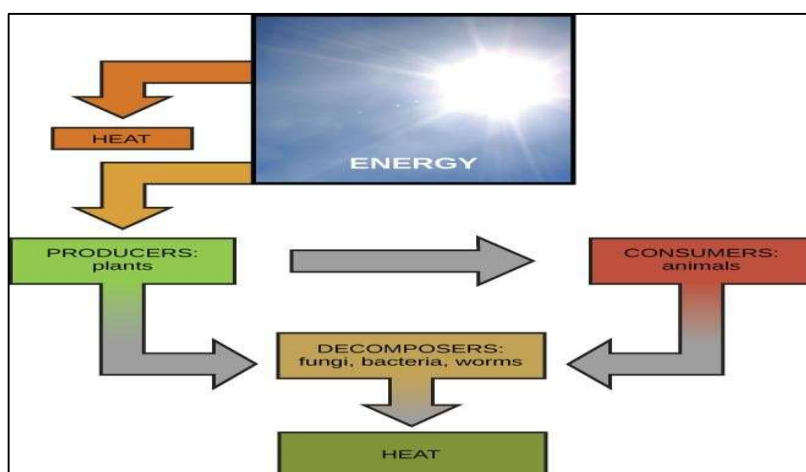 ENERGY
HEAT
PRODUCERS:
plants
CONSUMERS:
animals
DECOMPOSERS:
fungi, bacteria, worms
HEAT